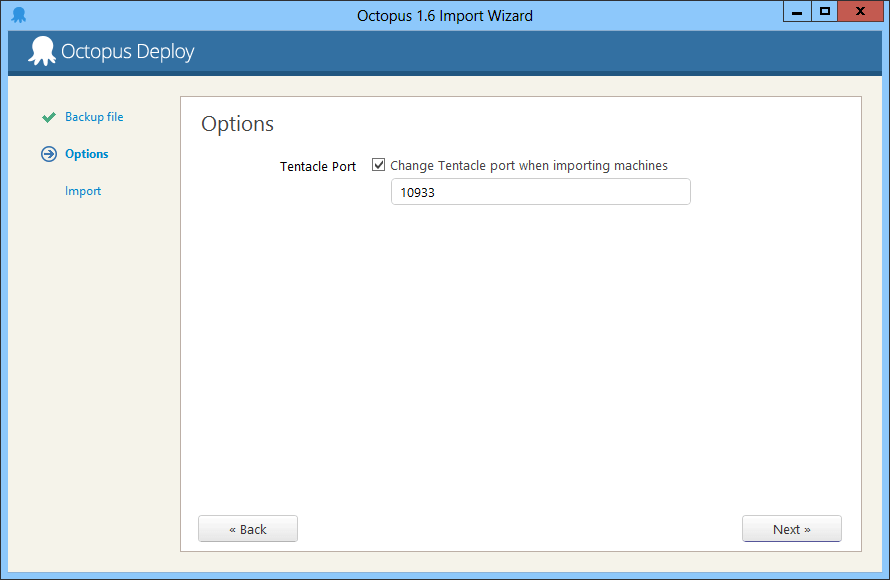 Octopus 1.6 Import Wizard
Octopus Deploy
Backup file
Options
Import
Options
Tentacle Port Change Tentacle port when importing machines
10933
« Back Next »